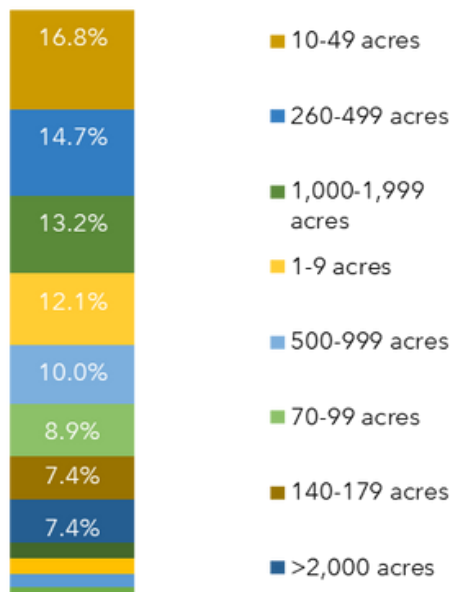 16.8%
14.7%
13.2%
12.1%
10.0%
8.9%
7.4%
7.4%
10-49 acres
260-499 acres
1,000-1,999
acres
1-9 acres
500-999 acres
70-99 acres
140-179 acres
>2,000 acres